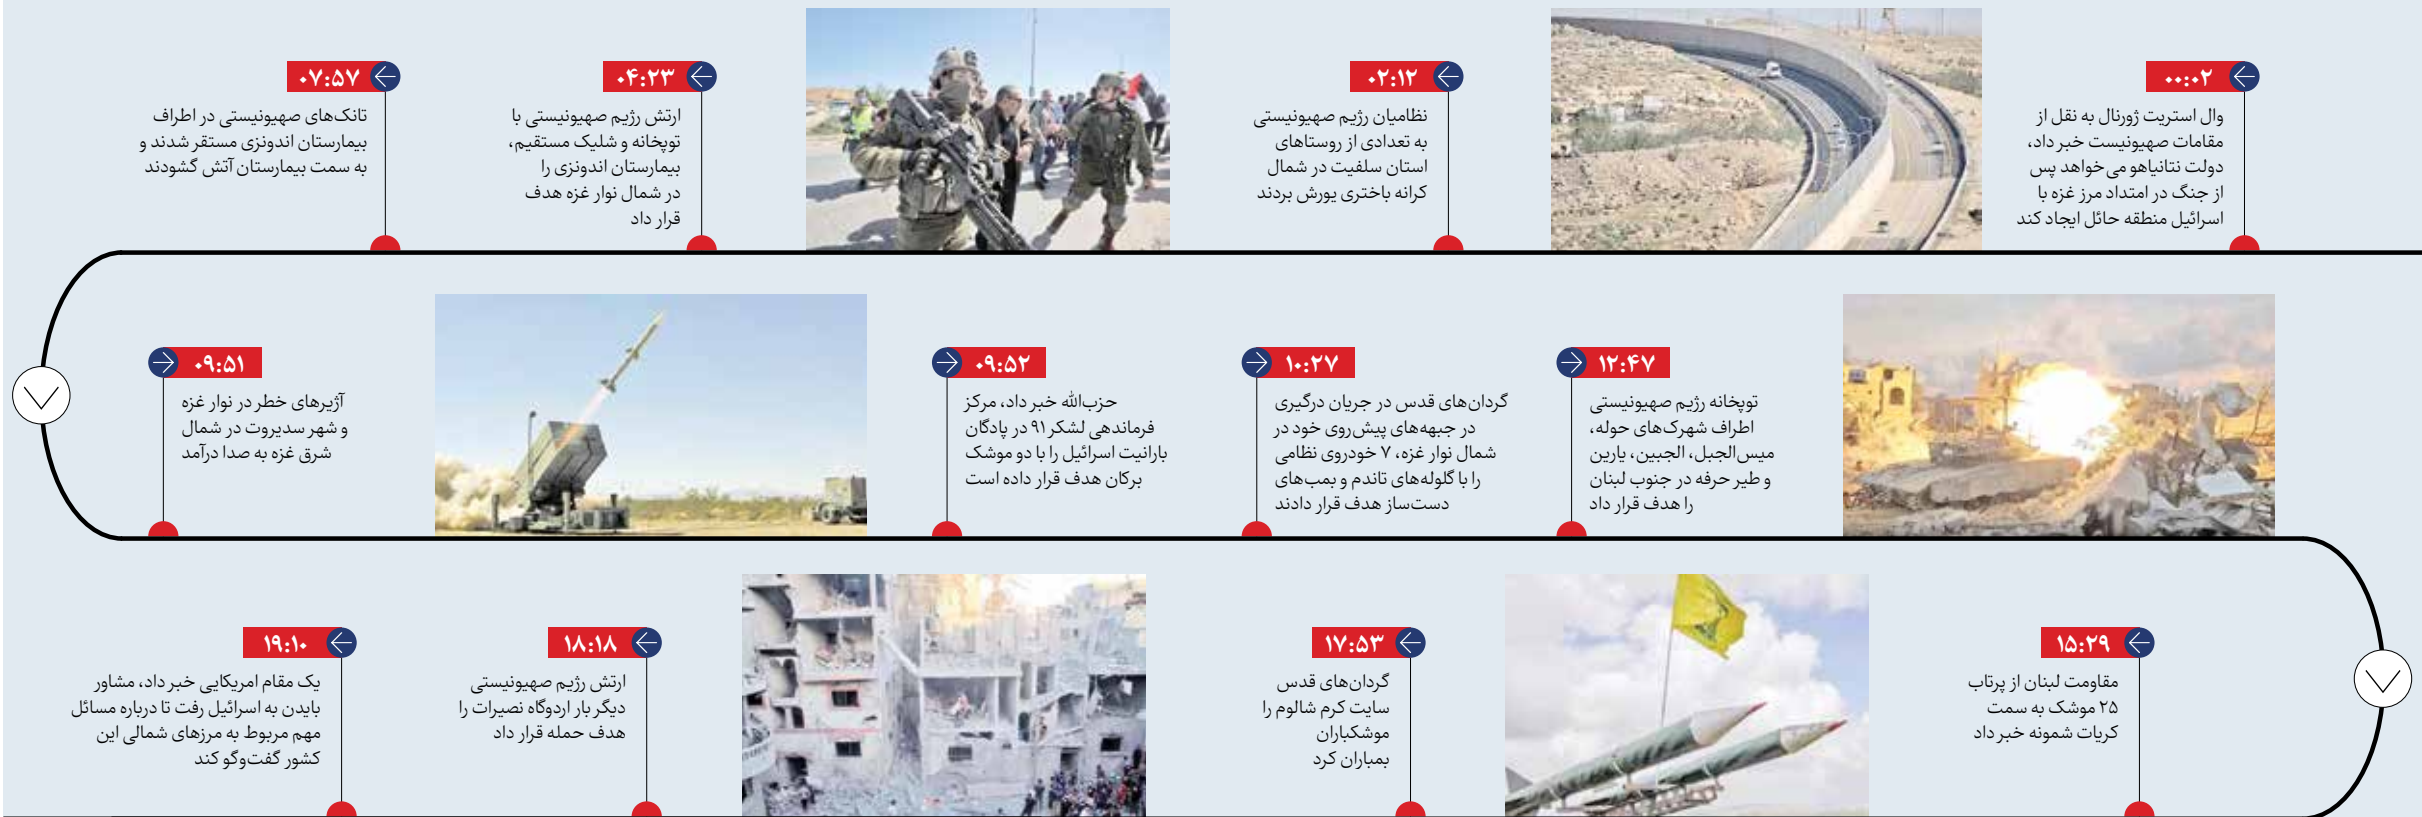 ۰۰:۰۲
وال استریت ژورنال به نقل از
مقامات صهیونیست خبر داد،
دولت نتانیاهو می‌خواهد پس
از جنگ در امتداد مرز غزه با
اسرائیل منطقه حائل ایجاد کند
۰۲:۱۲
نظامیان رژیم صهیونیستی
به تعدادی از روستاهای
استان سلفیت در شمال
کرانه باختری یورش بردند
۰۴:۲۳
ارتش رژیم صهیونیستی با
توپخانه و شلیک مستقیم،
بیمارستان اندونزی را
در شمال نوار غزه هدف
قرار داد
۰۷:۵۷
تانک‌های صهیونیستی در اطراف
بیمارستان اندونزی مستقر شدند و
به سمت بیمارستان آتش گشودند
۰۹:۵۱
آژیرهای خطر در نوار غزه
و شهر سدیروت در شمال
شرق غزه به صدا درآمد
۰۹:۵۲
حزب‌الله خبر داد، مرکز
فرماندهی لشکر ۹۱ در پادگان
بارانیت اسرائیل را با دو موشک
برکان هدف قرار داده است
۱۰:۲۷
گردان‌های قدس در جریان درگیری
در جبهه‌های پیش‌روی خود در
شمال نوار غزه، ۷ خودروی نظامی
را با گلوله‌های تاندم و بمب‌های
دست‌ساز هدف قرار دادند
۱۲:۴۷
توپخانه رژیم صهیونیستی
اطراف شهرک‌های حوله،
میس‌الجبل، الجبین، یارین
و طیر حرفه در جنوب لبنان
را هدف قرار داد
۱۵:۲۹
مقاومت لبنان از پرتاب
۲۵ موشک به سمت
کریات شمونه خبر داد
۱۷:۵۳
گردان‌های قدس
سایت کرم شالوم را
موشکباران
بمباران کرد
۱۸:۱۸
ارتش رژیم صهیونیستی
دیگر بار اردوگاه نصیرات را
هدف حمله قرار داد
۱۹:۱۰
یک مقام امریکایی خبر داد، مشاور
بایدن به اسرائیل رفت تا درباره مسائل
مهم مربوط به مرزهای شمالی این
کشور گفت‌وگو کند